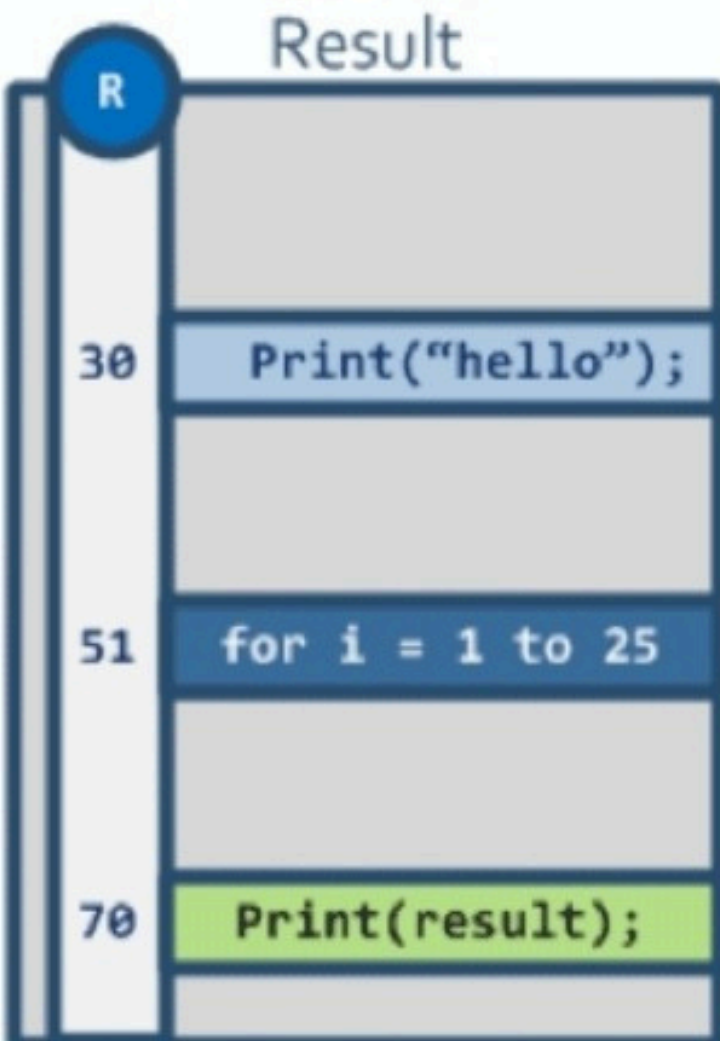 Result
R
30 Print(“hello”);
51 for i = 1 to 25
70 Print(result);